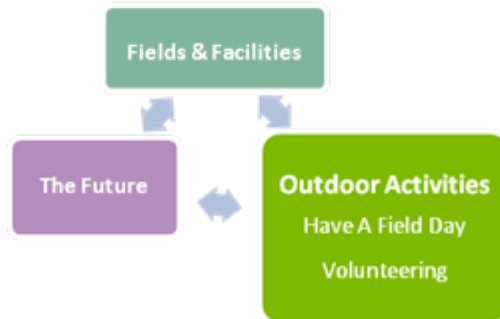 Fields & Facilities
The Future
Outdoor Activities
Have A Field Day
Volunteering